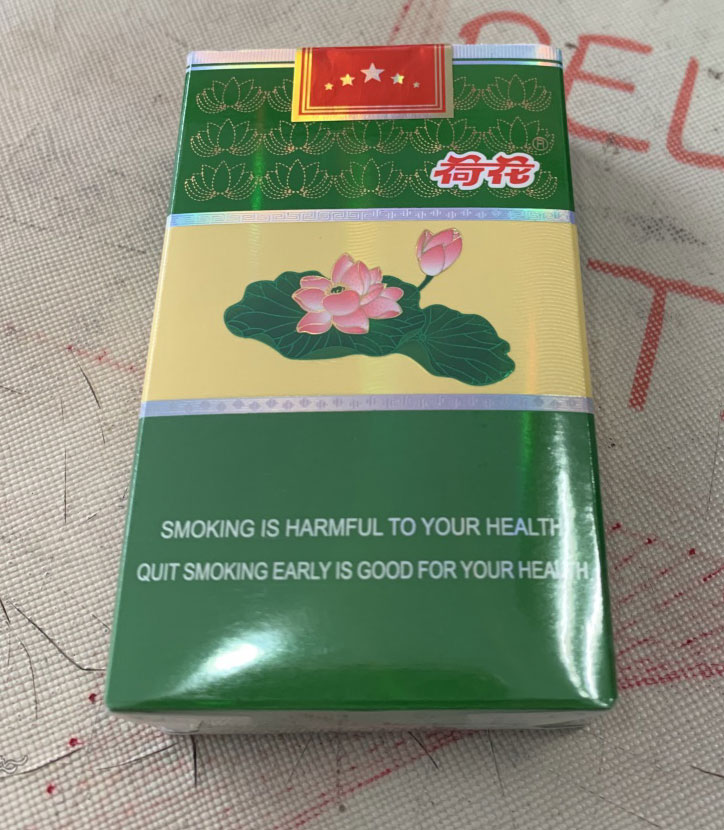 荷花
®
SMOKING IS HARMFUL TO YOUR HEALTH
QUIT SMOKING EARLY IS GOOD FOR YOUR HEALTH